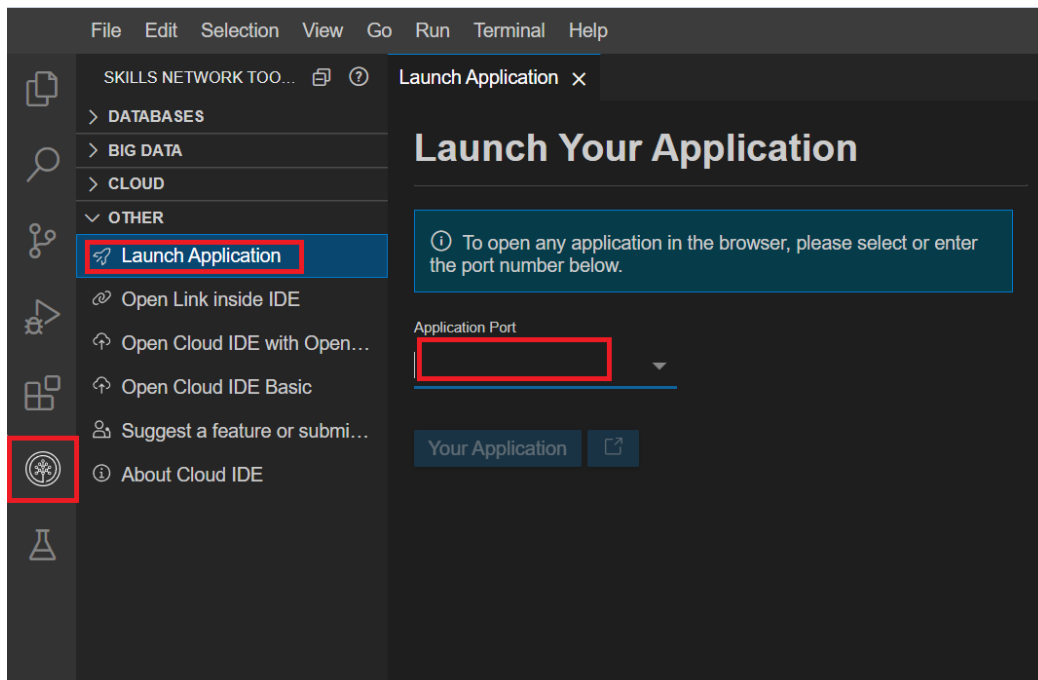 File Edit Selection View Go Run Terminal Help
SKILLS NETWORK TOO...
Launch Application
DATABASES
BIG DATA
CLOUD
OTHER
Launch Application
Open Link inside IDE
Open Cloud IDE with Open...
Open Cloud IDE Basic
Suggest a feature or submi...
About Cloud IDE
Launch Your Application
To open any application in the browser, please select or enter
the port number below.
Application Port
Your Application